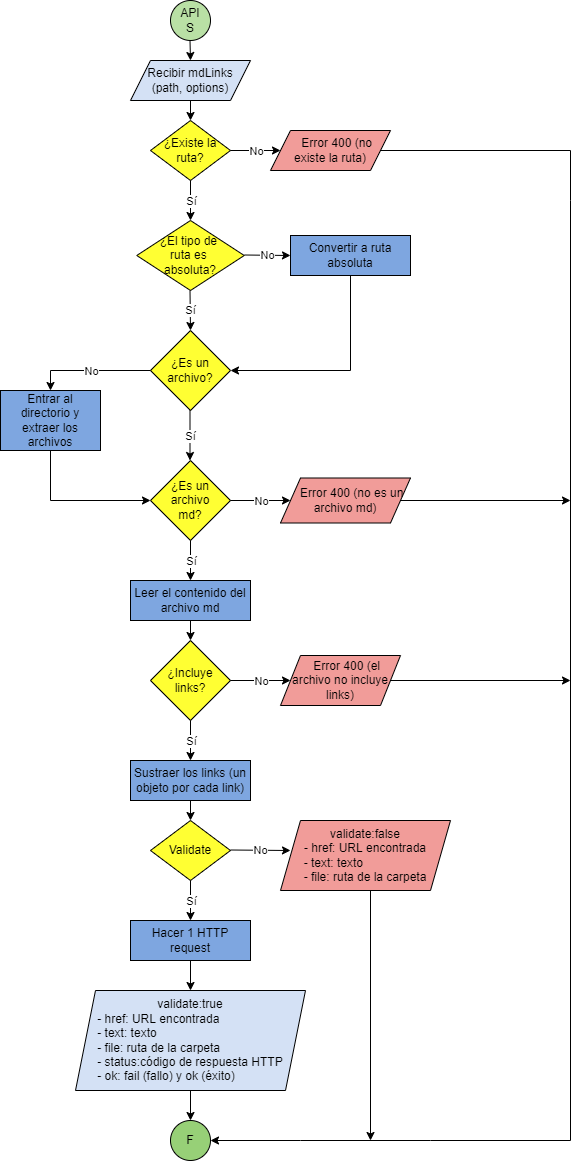 API
S
Recibir mdLinks
(path, options)
¿Existe la
ruta?
No
Error 400 (no
existe la ruta)
Sí
¿El tipo de
ruta es
absoluta?
No
Convertir a ruta
absoluta
Sí
¿Es un
archivo?
No
Entrar al
directorio y
extraer los
archivos
Sí
¿Es un
archivo
md?
No
Error 400 (no es un
archivo md)
Sí
Leer el contenido del
archivo md
¿Incluye
links?
No
Error 400 (el
archivo no incluye
links)
Sí
Sustraer los links (un
objeto por cada link)
Validate
No
validate:false
- href: URL encontrada
- text: texto
- file: ruta de la carpeta
Sí
Hacer 1 HTTP
request
validate:true
- href: URL encontrada
- text: texto
- file: ruta de la carpeta
- status:código de respuesta HTTP
- ok: fail (fallo) y ok (éxito)
F